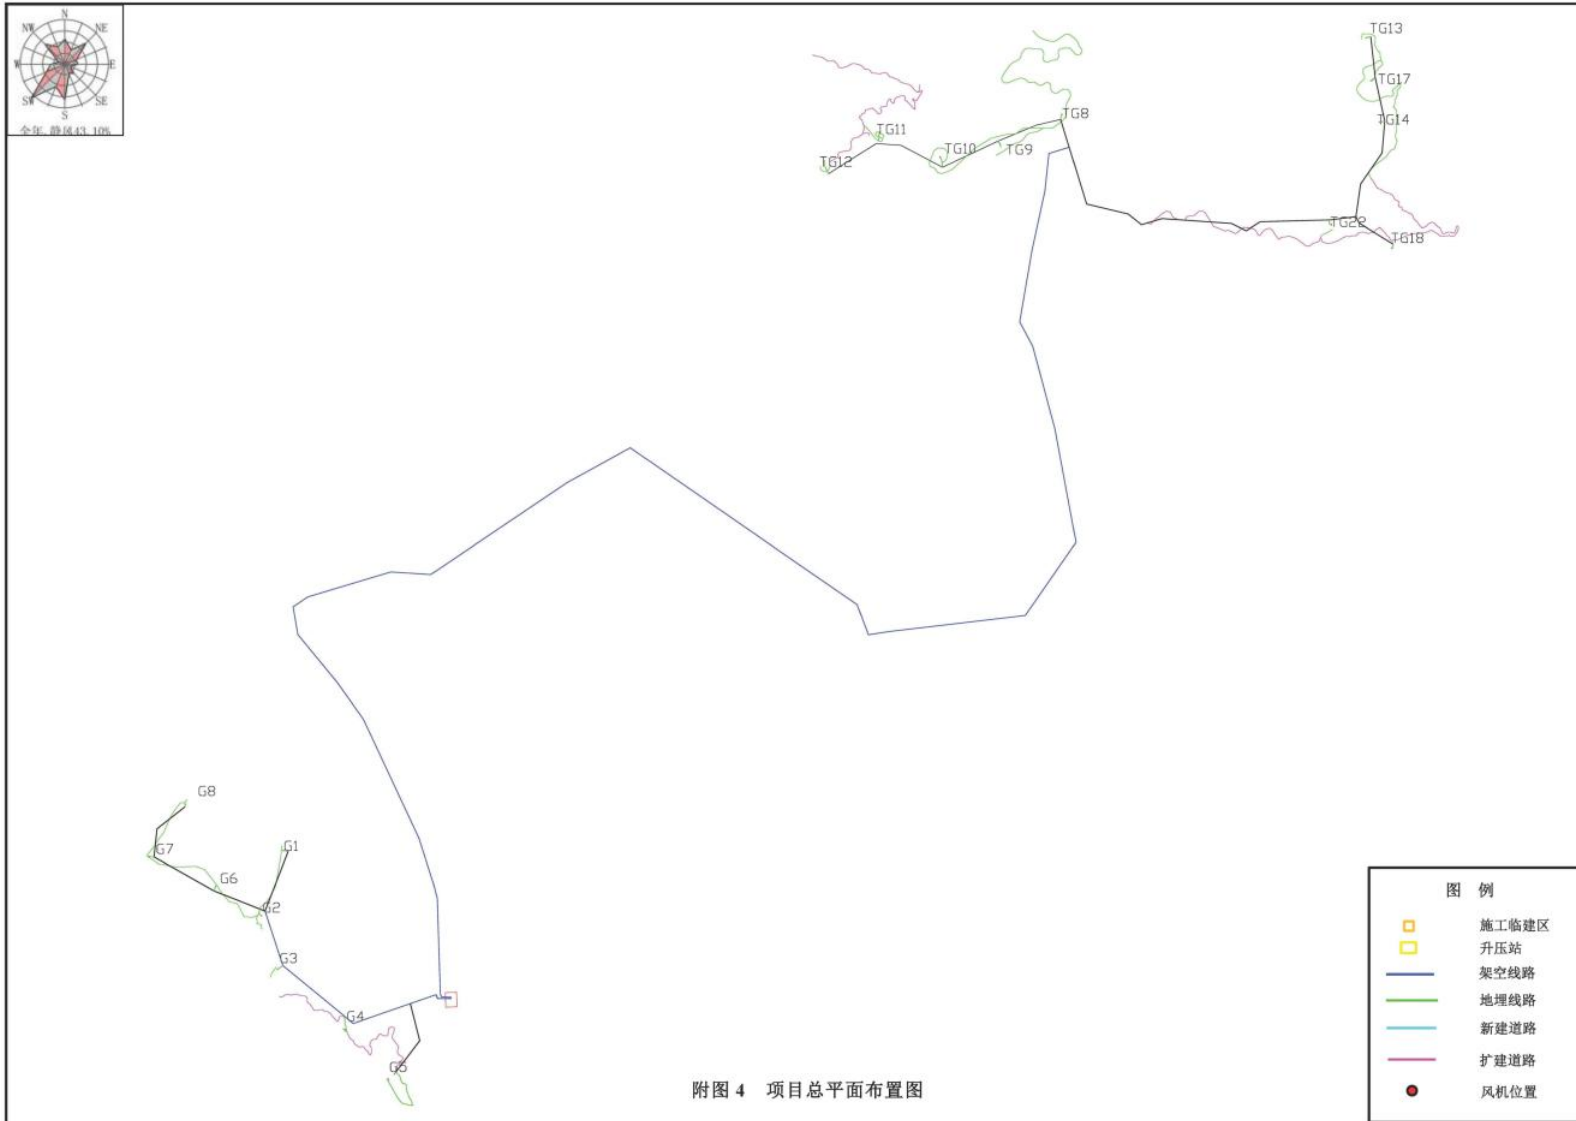 N
NW
NE
W
E
SW
SE
S
全年, 静风43.10%
TG13
TG17
TG8
TG14
TG11
TG10
TG9
TG12
TG22
TG18
G8
G1
G7
G6
G2
G3
G4
G5
图 例
施工临建区
升压站
架空线路
地埋线路
新建道路
扩建道路
风机位置
附图 4 项目总平面布置图